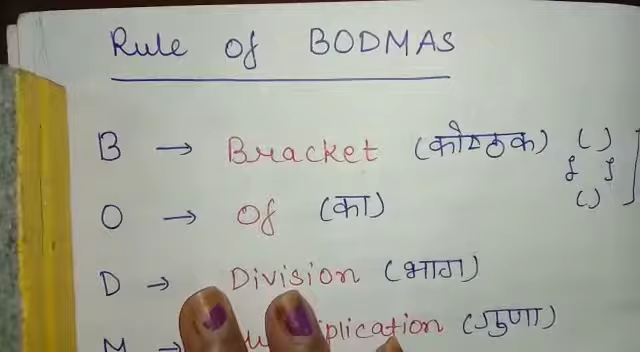 Rule of BODMAS
B → Bracket (कोष्ठक) ( )
{ }
( ) ]
O → Of (का)
D → Division (भाग)
M → plication (गुणा)